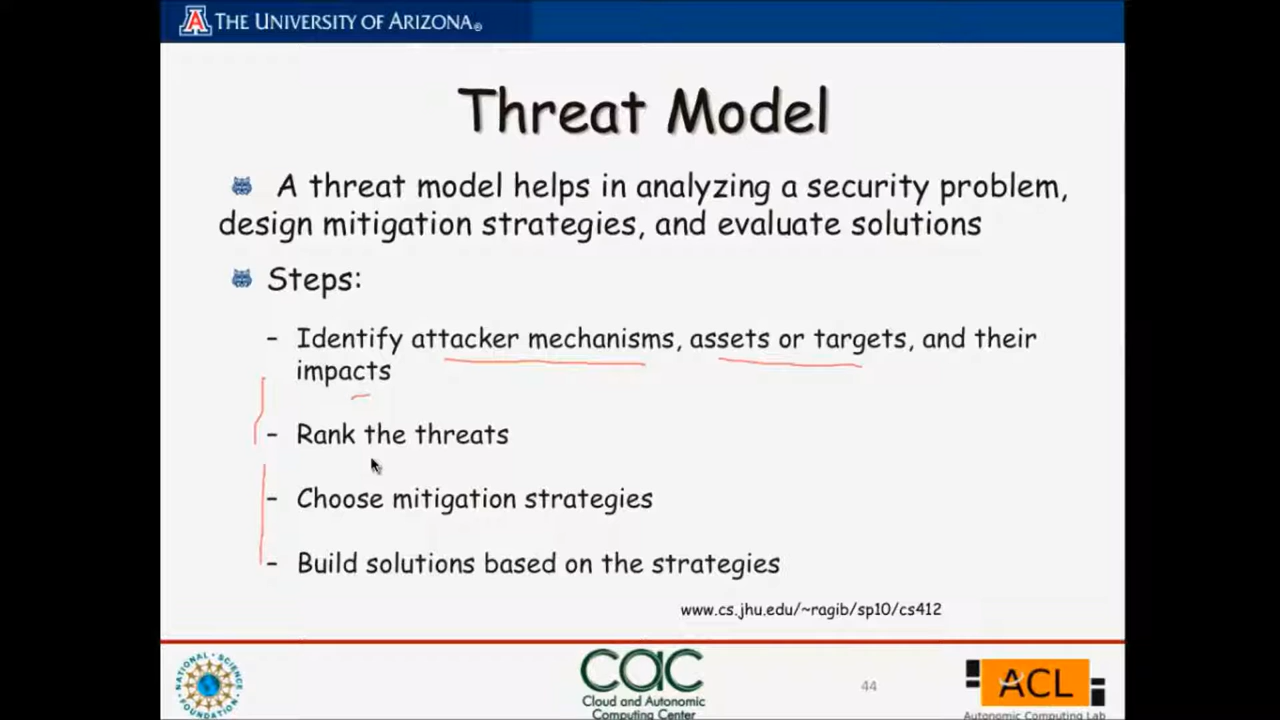 THE UNIVERSITY OF ARIZONA®
Threat Model
A threat model helps in analyzing a security problem,
design mitigation strategies, and evaluate solutions
Steps:
- Identify attacker mechanisms, assets or targets, and their
impacts
- Rank the threats
- Choose mitigation strategies
- Build solutions based on the strategies
www.cs.jhu.edu/~ragib/sp10/cs412
NATIONAL SCIENCE FOUNDATION
cac
Cloud and Autonomic
Computing Center
44
ACL
Autonomic Computing Lab